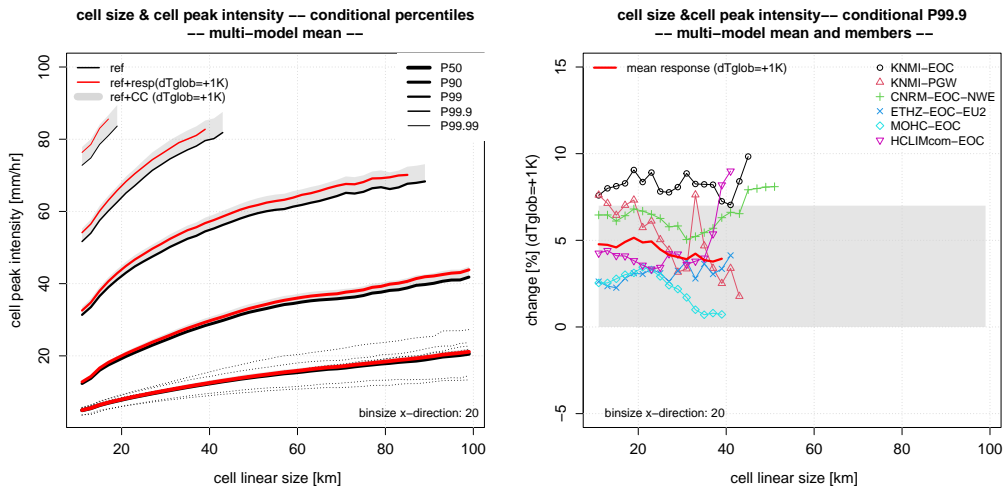 cell size & cell peak intensity −− conditional percentiles
−− multi−model mean −−
ref
ref+resp(dTglob=+1K)
ref+CC (dTglob=+1K)
P50
P90
P99
P99.9
P99.99
100
80
60
40
20
cell peak intensity [mm/hr]
binsize x−direction: 20
20
40
60
80
100
cell linear size [km]
cell size &cell peak intensity−− conditional P99.9
−− multi−model mean and members −−
mean response (dTglob=+1K)
KNMI−EOC
KNMI−PGW
CNRM−EOC−NWE
ETHZ−EOC−EU2
MOHC−EOC
HCLIMcom−EOC
15
10
5
0
−5
change [%] (dTglob=+1K)
binsize x−direction: 20
20
40
60
80
100
cell linear size [km]